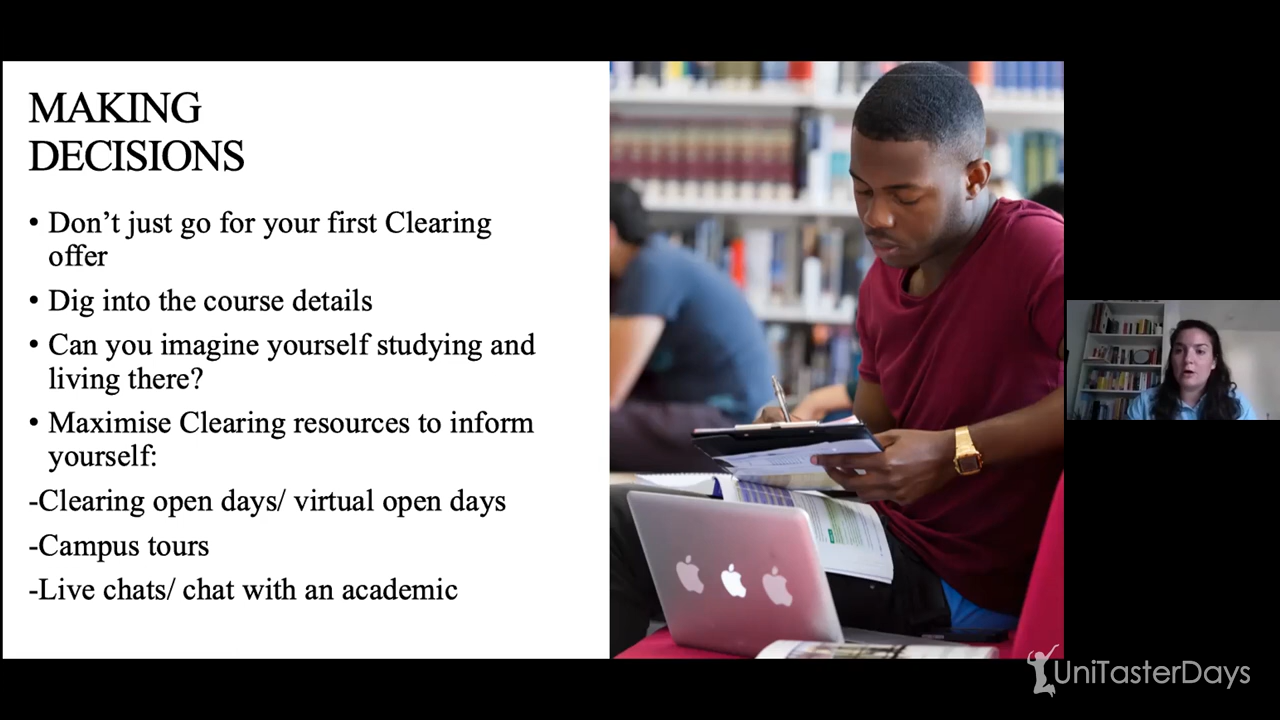 MAKING
DECISIONS
• Don’t just go for your first Clearing
offer
• Dig into the course details
• Can you imagine yourself studying and
living there?
• Maximise Clearing resources to inform
yourself:
-Clearing open days/ virtual open days
-Campus tours
-Live chats/ chat with an academic
UniTasterDays